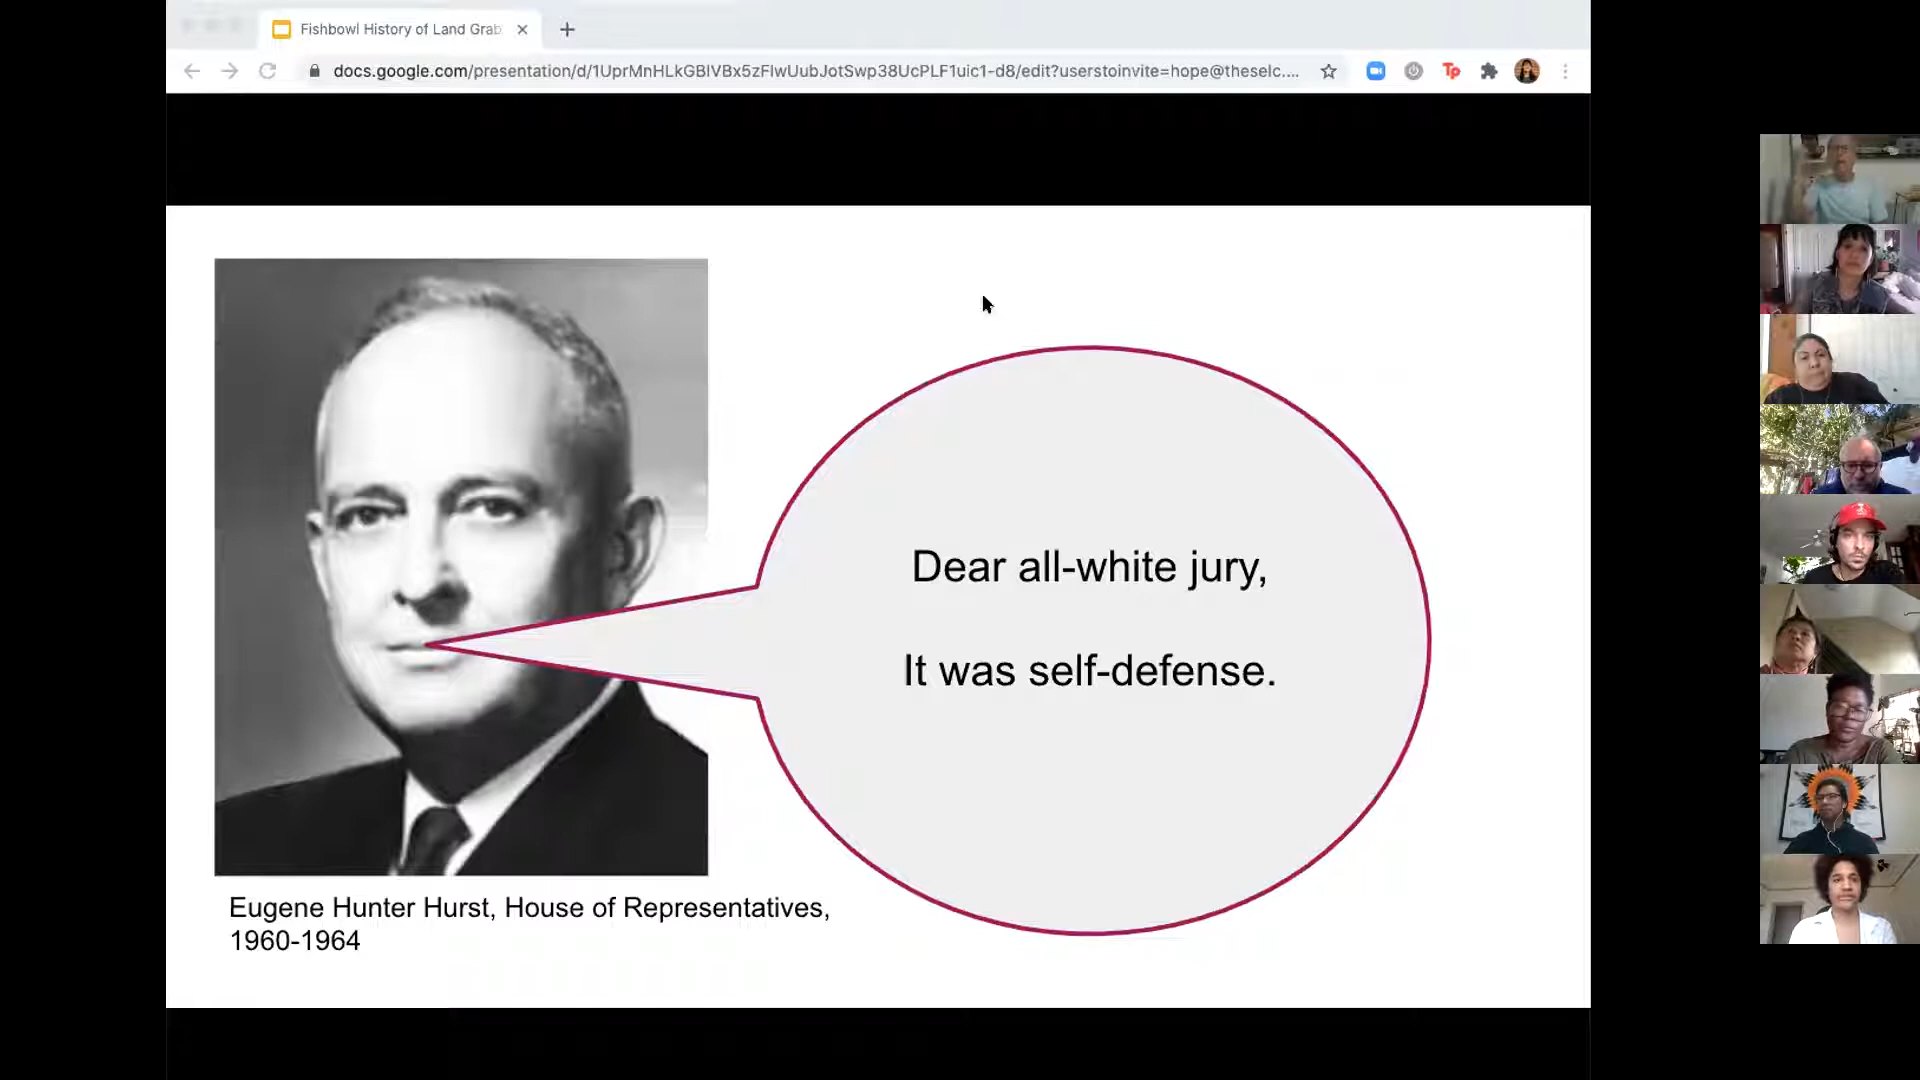 Fishbowl History of Land Grab
docs.google.com/presentation/d/1UprMnHLkGBlVBx5zFlwUubJotSwp38UcPLF1uic1-d8/edit?userstoinvite=hope@theselc....
Tp
Dear all-white jury,
It was self-defense.
Eugene Hunter Hurst, House of Representatives,
1960-1964